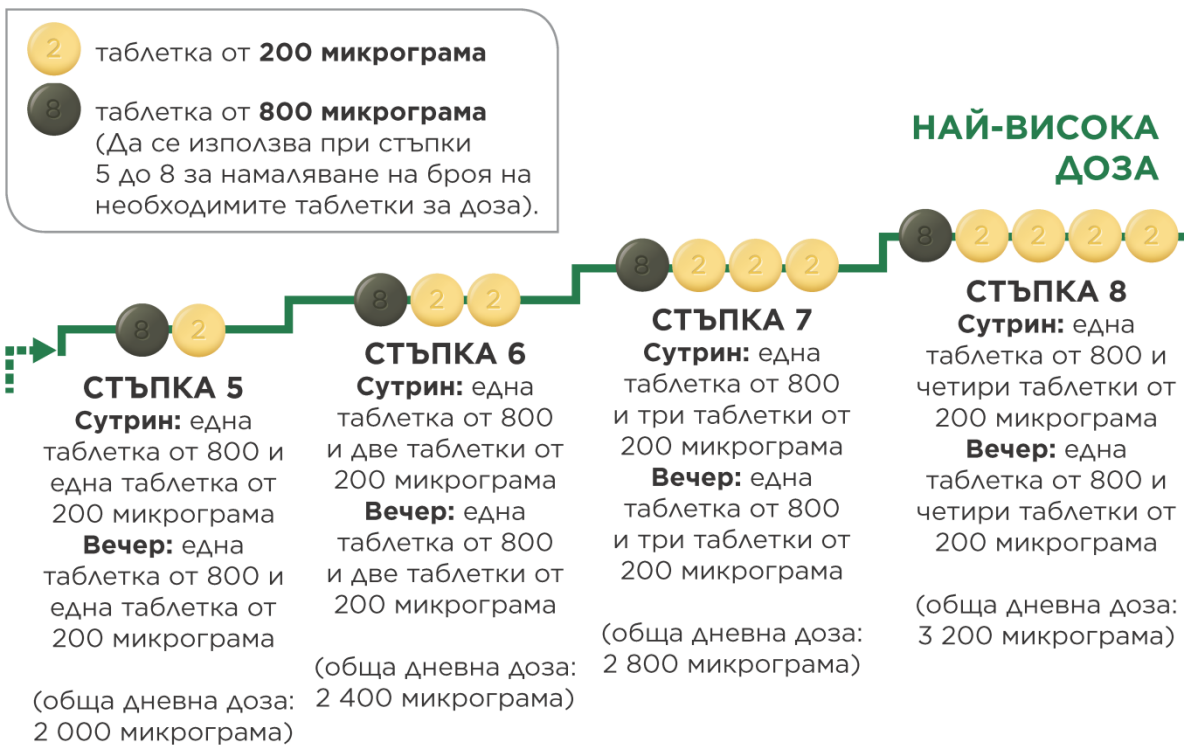 2 таблетка от 200 микрограма
8 таблетка от 800 микрограма
(Да се използва при стъпки
5 до 8 за намаляване на броя на
необходимите таблетки за доза).
НАЙ-ВИСОКА
ДОЗА
8 2
СТЪПКА 5
Сутрин: една
таблетка от 800 и
една таблетка от
200 микрограма
Вечер: една
таблетка от 800 и
една таблетка от
200 микрограма
(обща дневна доза:
2 000 микрограма)
8 2 2
СТЪПКА 6
Сутрин: една
таблетка от 800
и две таблетки от
200 микрограма
Вечер: една
таблетка от 800
и две таблетки от
200 микрограма
(обща дневна доза:
2 400 микрограма)
8 2 2 2
СТЪПКА 7
Сутрин: една
таблетка от 800
и три таблетки от
200 микрограма
Вечер: една
таблетка от 800
и три таблетки от
200 микрограма
(обща дневна доза:
2 800 микрограма)
8 2 2 2 2
СТЪПКА 8
Сутрин: една
таблетка от 800 и
четири таблетки от
200 микрограма
Вечер: една
таблетка от 800 и
четири таблетки от
200 микрограма
(обща дневна доза:
3 200 микрограма)